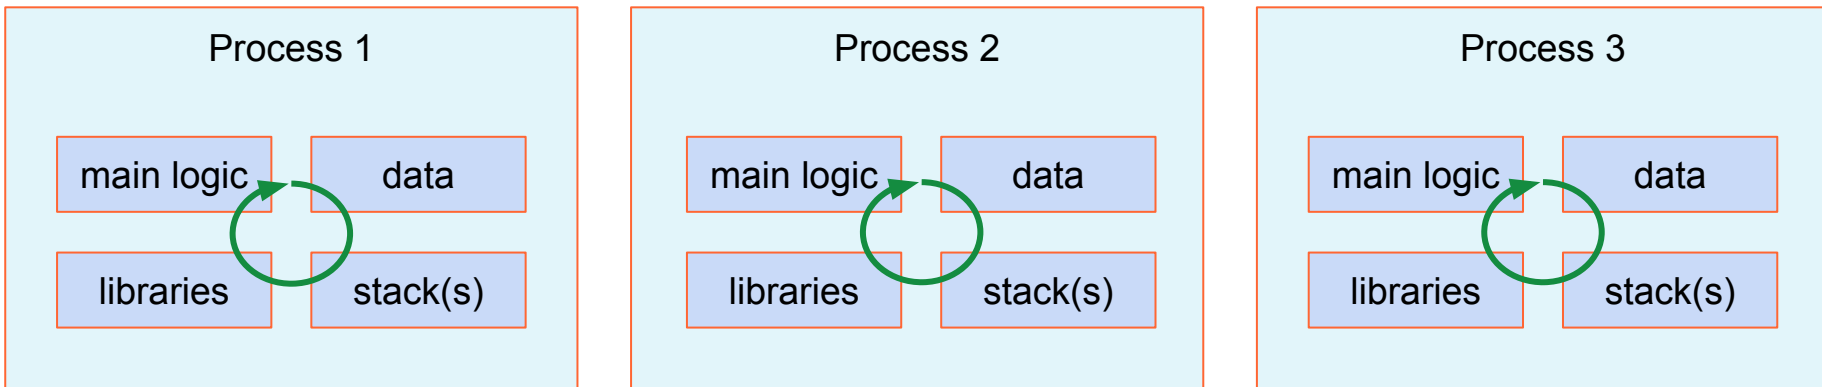 Process 1
main logic
data
libraries
stack(s)
Process 2
main logic
data
libraries
stack(s)
Process 3
main logic
data
libraries
stack(s)